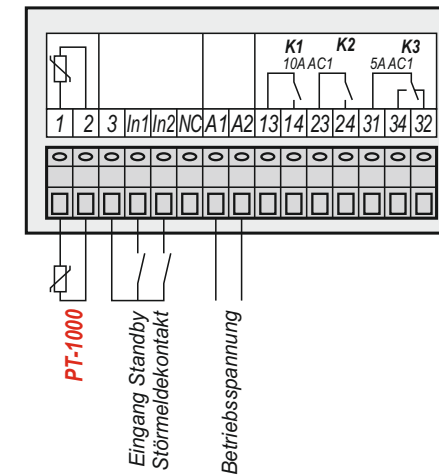 K1 K2 K3
10A AC1 5A AC1
1 2 3 In1 In2 NC A1 A2 13 14 23 24 31 34 32
PT-1000
Eingang Standby
Störmeldekontakt
Betriebsspannung